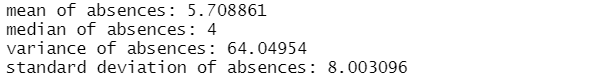 mean of absences: 5.708861
median of absences: 4
variance of absences: 64.04954
standard deviation of absences: 8.003096